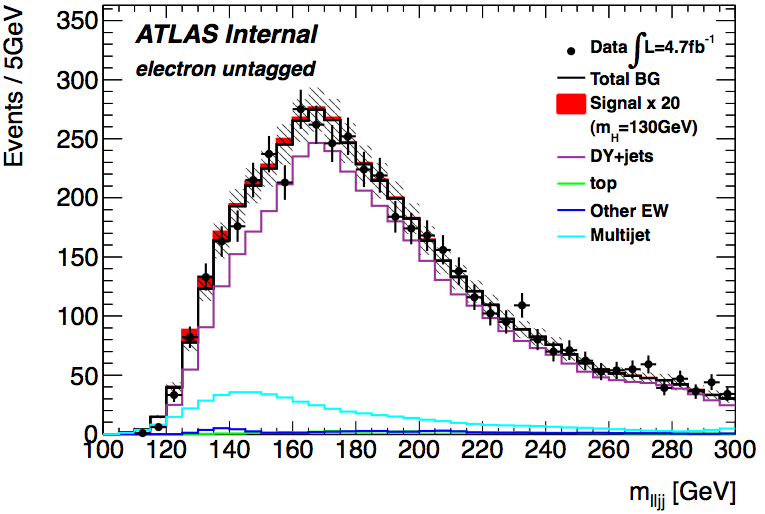 ATLAS Internal
electron untagged
Data ∫L=4.7fb⁻¹
Total BG
Signal x 20
(m_H=130GeV)
DY+jets
top
Other EW
Multijet
Events / 5GeV
350
300
250
200
150
100
50
0
100 120 140 160 180 200 220 240 260 280 300
m_lljj [GeV]